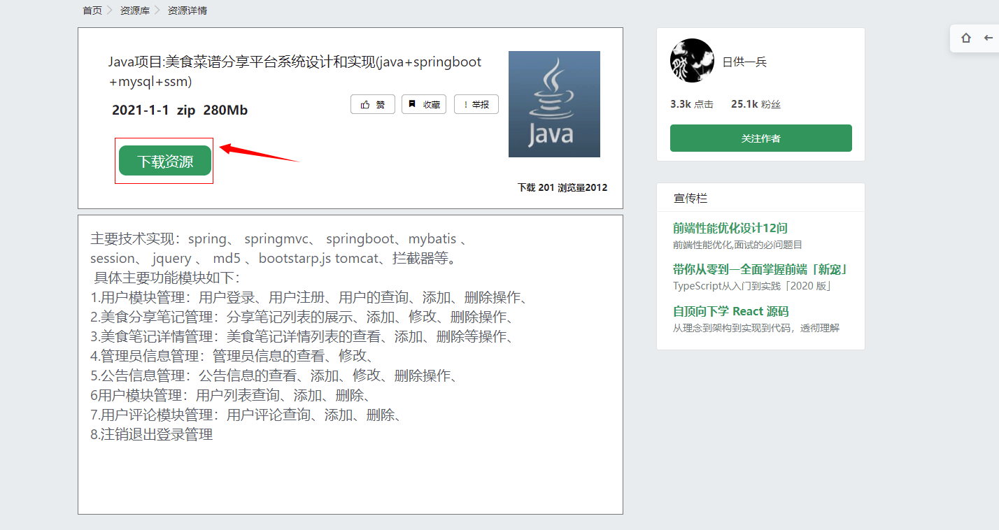 首页 资源库 资源详情
Java项目:美食菜谱分享平台系统设计和实现(java+springboot
+mysql+ssm)
2021-1-1 zip 280Mb
赞 收藏 ! 举报
Java
下载资源
下载 201 浏览量2012
主要技术实现：spring、 springmvc、 springboot、mybatis 、
session、 jquery 、 md5 、bootstarp.js tomcat、拦截器等。
具体主要功能模块如下：
1.用户模块管理：用户登录、用户注册、用户的查询、添加、删除操作、
2.美食分享笔记管理：分享笔记列表的展示、添加、修改、删除操作、
3.美食笔记详情管理：美食笔记详情列表的查看、添加、删除等操作、
4.管理员信息管理：管理员信息的查看、修改、
5.公告信息管理：公告信息的查看、添加、修改、删除操作、
6用户模块管理：用户列表查询、添加、删除、
7.用户评论模块管理：用户评论查询、添加、删除、
8.注销退出登录管理
日供一兵
3.3k 点击 25.1k 粉丝
关注作者
宣传栏
前端性能优化设计12问
前端性能优化,面试的必问题目
带你从零到一全面掌握前端「新宠」
TypeScript从入门到实践「2020 版」
自顶向下学 React 源码
从理念到架构到实现到代码，透彻理解